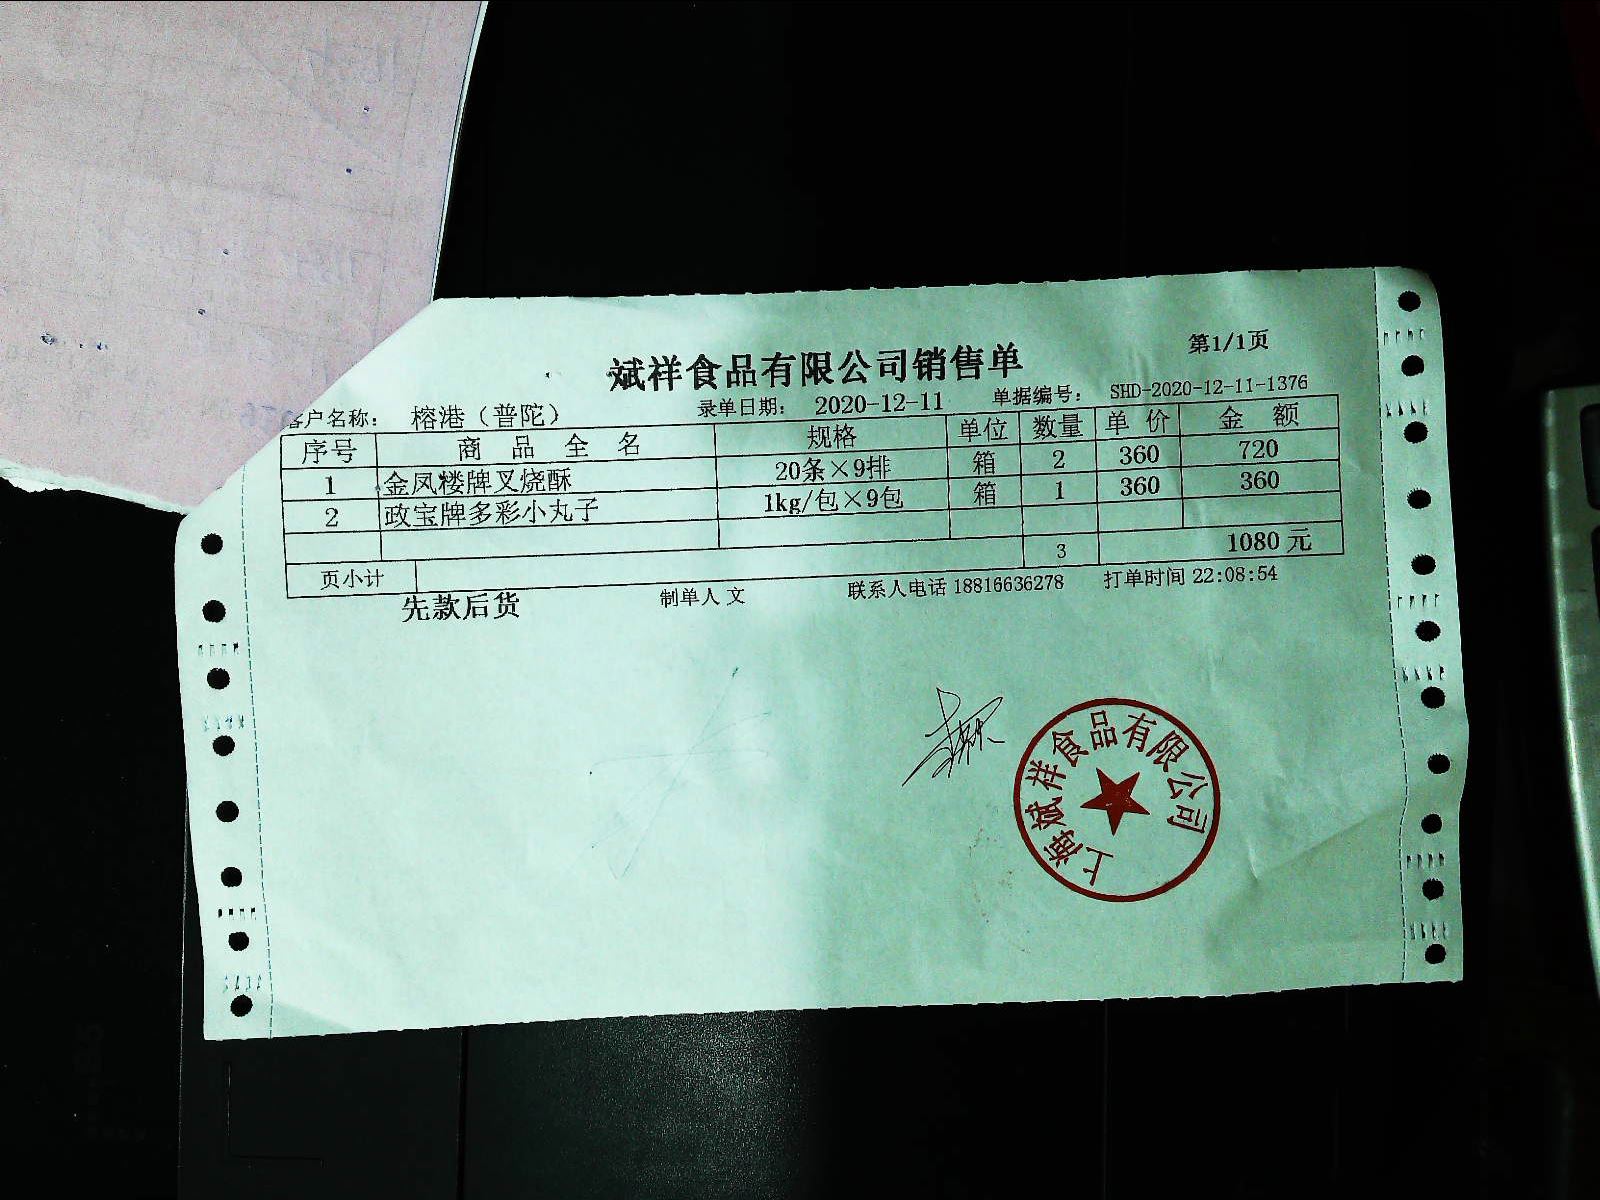 斌祥食品有限公司销售单
第1/1页
客户名称: 榕港（普陀） 录单日期: 2020-12-11 单据编号: SHD-2020-12-11-1376
序号 商品全名 规格 单位 数量 单价 金额
1 金凤楼牌叉烧酥 20条×9排 箱 2 360 720
2 政宝牌多彩小丸子 1kg/包×9包 箱 1 360 360
页小计 3 1080元
先款后货 制单人 文 联系人电话 18816636278 打单时间 22:08:54
上海斌祥食品有限公司